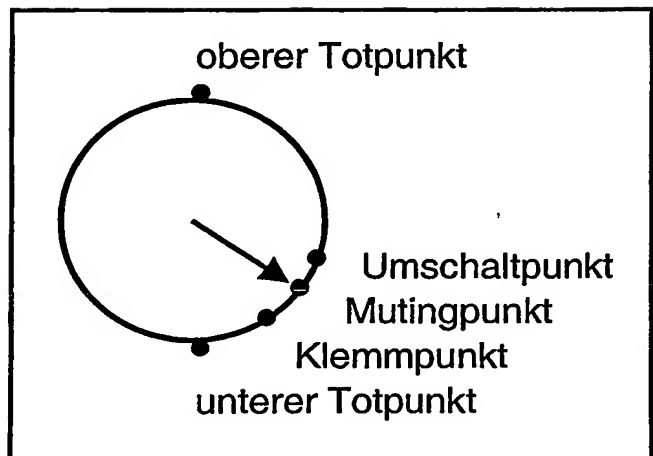 oberer Totpunkt
Umschaltpunkt
Mutingpunkt
Klemmpunkt
unterer Totpunkt